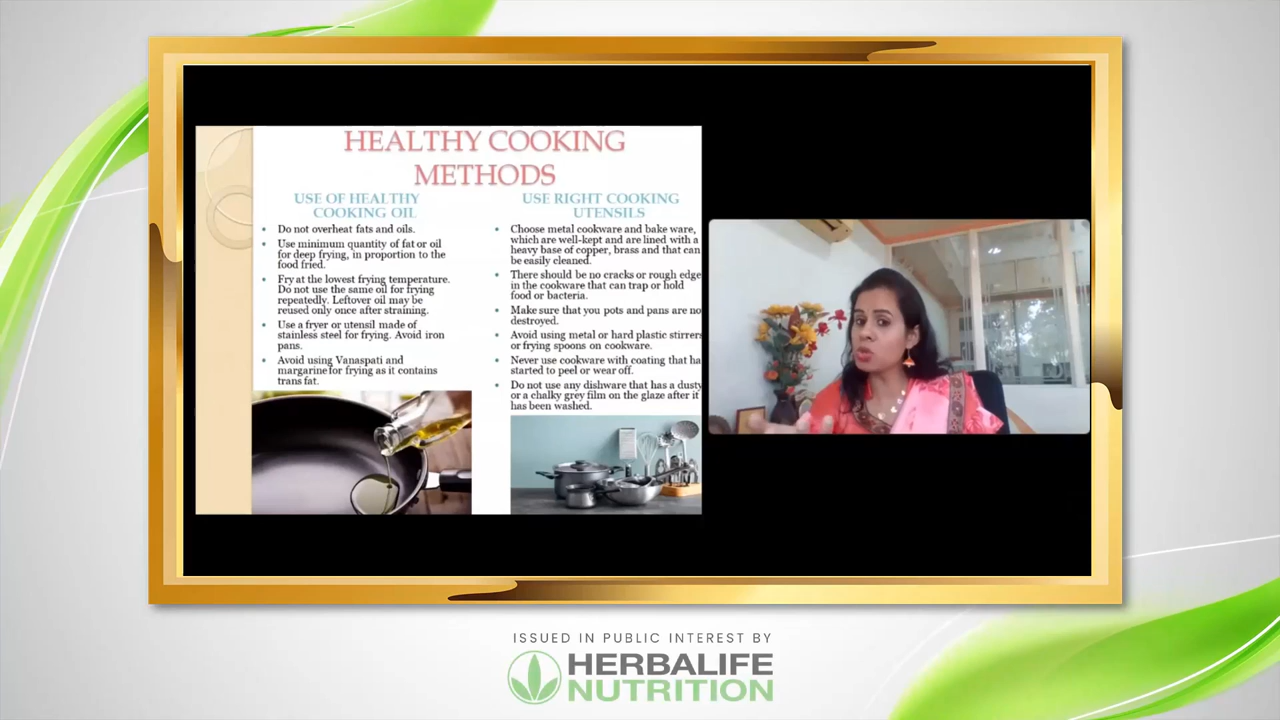 HEALTHY COOKING
METHODS
USE OF HEALTHY
COOKING OIL
• Do not overheat fats and oils.
• Use minimum quantity of fat or oil
for deep frying, in proportion to the
food fried.
• Fry at the lowest frying temperature.
Do not use the same oil for frying
repeatedly. Leftover oil may be
reused only once after straining.
• Use a fryer or utensil made of
stainless steel for frying. Avoid iron
pans.
• Avoid using Vanaspati and
margarine for frying as it contains
trans fat.
USE RIGHT COOKING
UTENSILS
• Choose metal cookware and bake ware,
which are well-kept and are lined with a
heavy base of copper, brass and that can
be easily cleaned.
• There should be no cracks or rough edge
in the cookware that can trap or hold
food or bacteria.
• Make sure that you pots and pans are no
destroyed.
• Avoid using metal or hard plastic stirrers
or frying spoons on cookware.
• Never use cookware with coating that ha
started to peel or wear off.
• Do not use any dishware that has a dusty
or a chalky grey film on the glaze after it
has been washed.
ISSUED IN PUBLIC INTEREST BY
HERBALIFE
NUTRITION